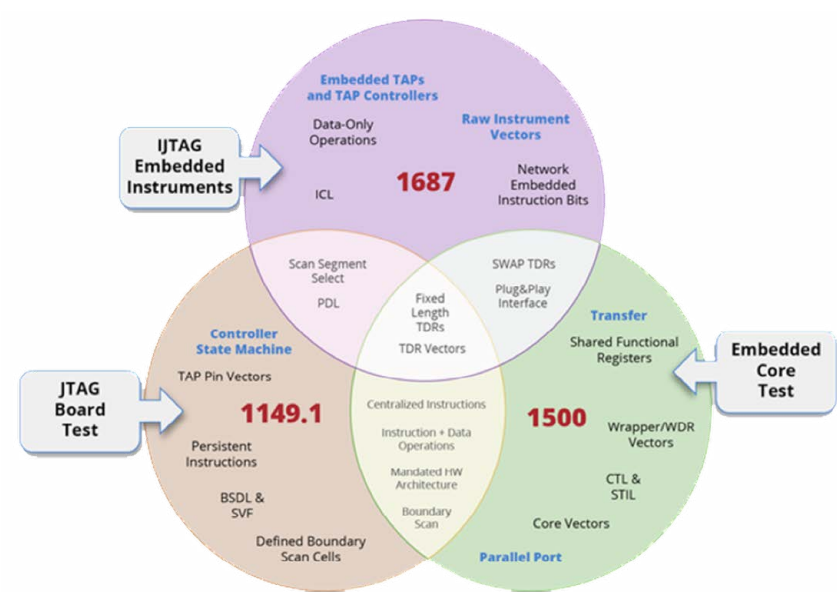 Embedded TAPs
and TAP Controllers
Data-Only
Operations
Raw Instrument
Vectors
IJTAG
Embedded
Instruments
ICL
1687
Network
Embedded
Instruction Bits
Scan Segment
Select
PDL
SWAP TDRs
Plug&Play
Interface
Fixed
Length
TDRs
TDR Vectors
Controller
State Machine
TAP Pin Vectors
JTAG
Board
Test
1149.1
Persistent
Instructions
BSDL &
SVF
Defined Boundary
Scan Cells
Centralized Instructions
Instruction + Data
Operations
Mandated HW
Architecture
Boundary
Scan
Transfer
Shared Functional
Registers
Embedded
Core
Test
1500
Wrapper/WDR
Vectors
CTL &
STIL
Core Vectors
Parallel Port